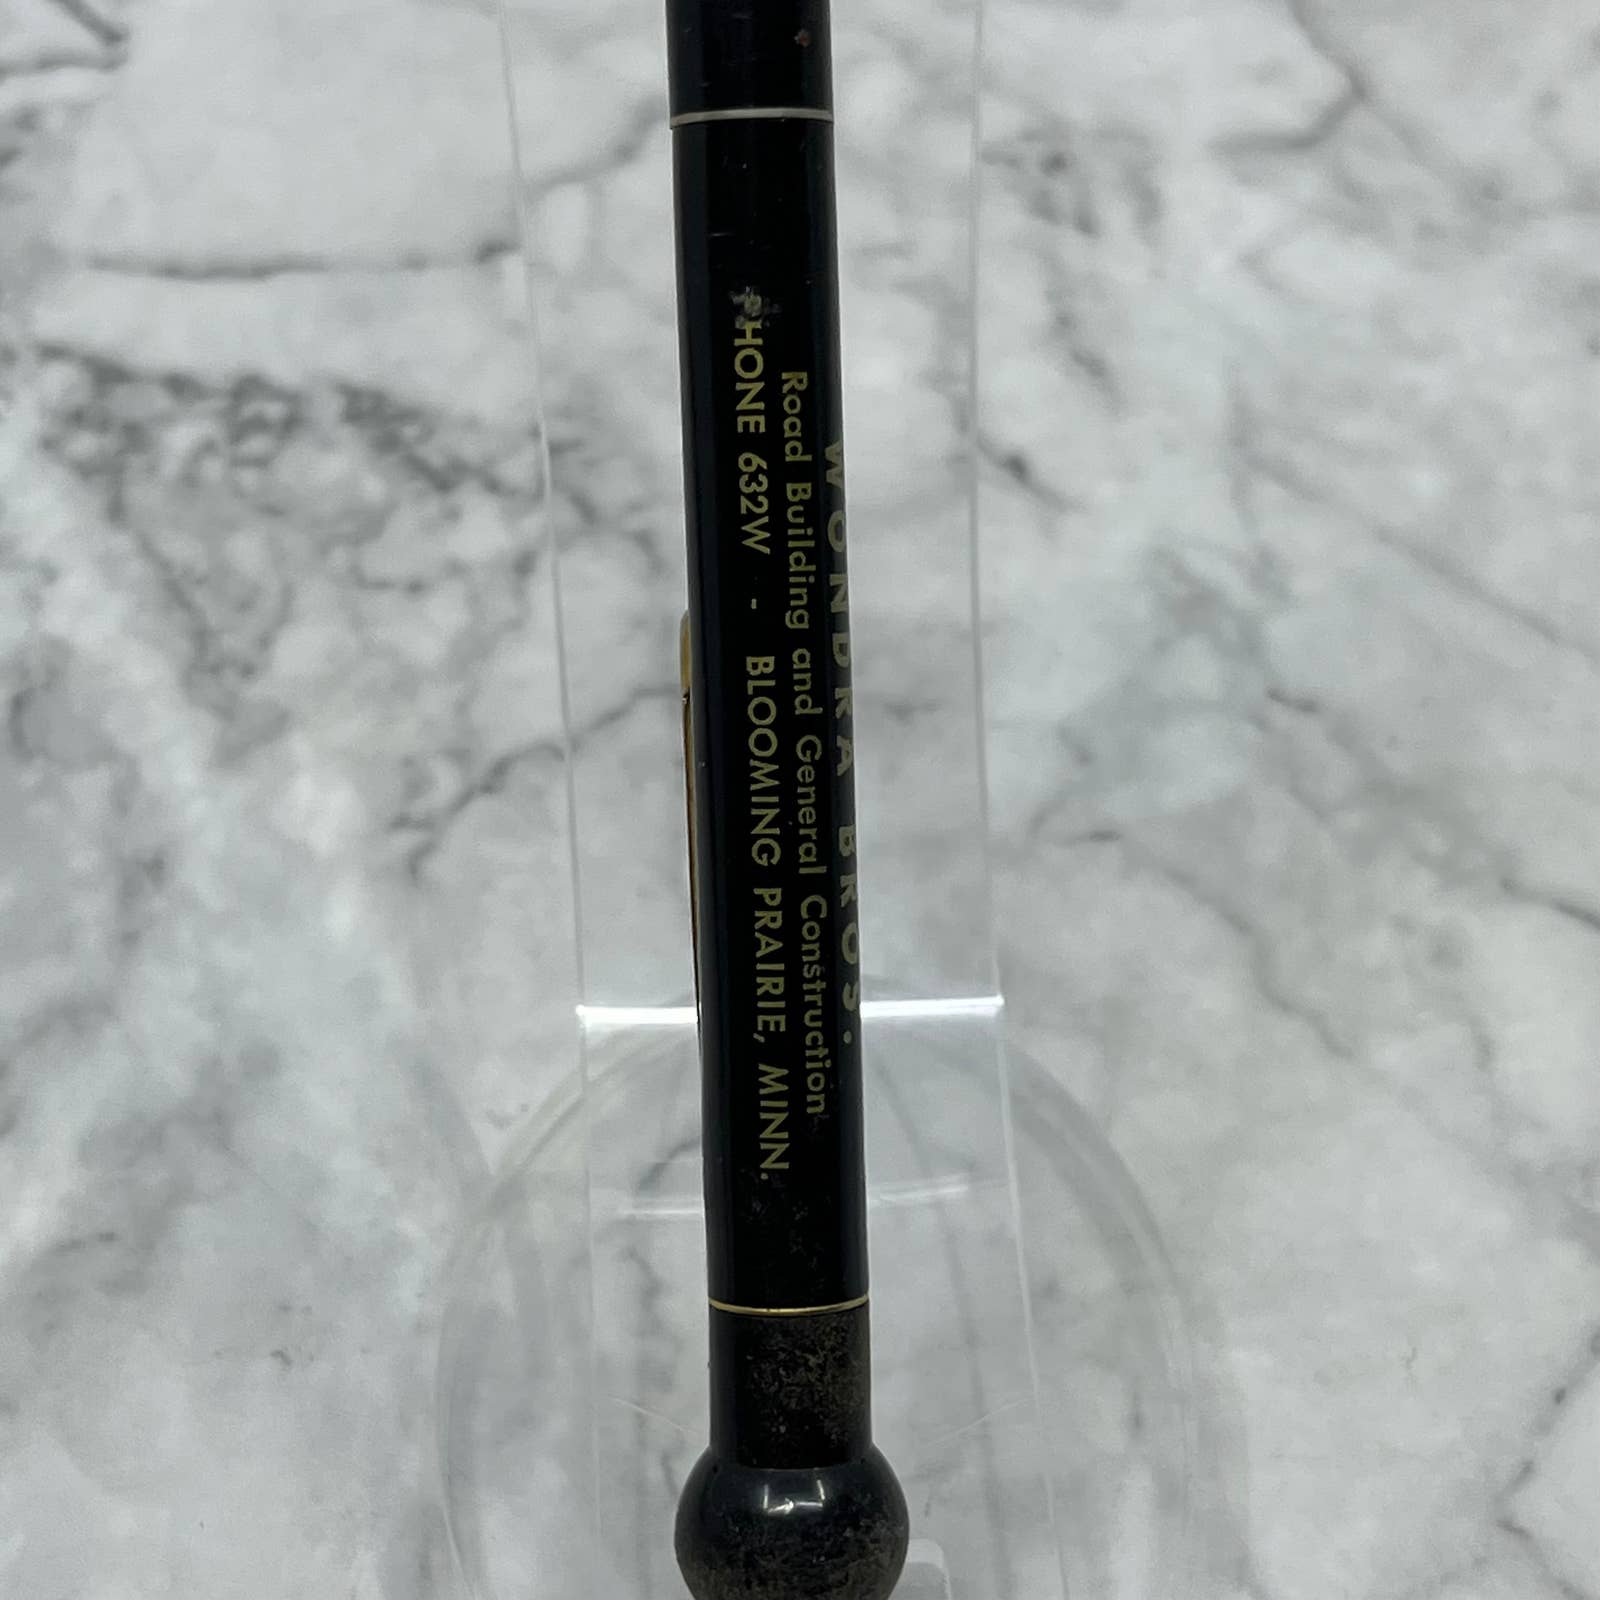 WONDRA BROS.
Road Building and General Construction
PHONE 632W - BLOOMING PRAIRIE, MINN.